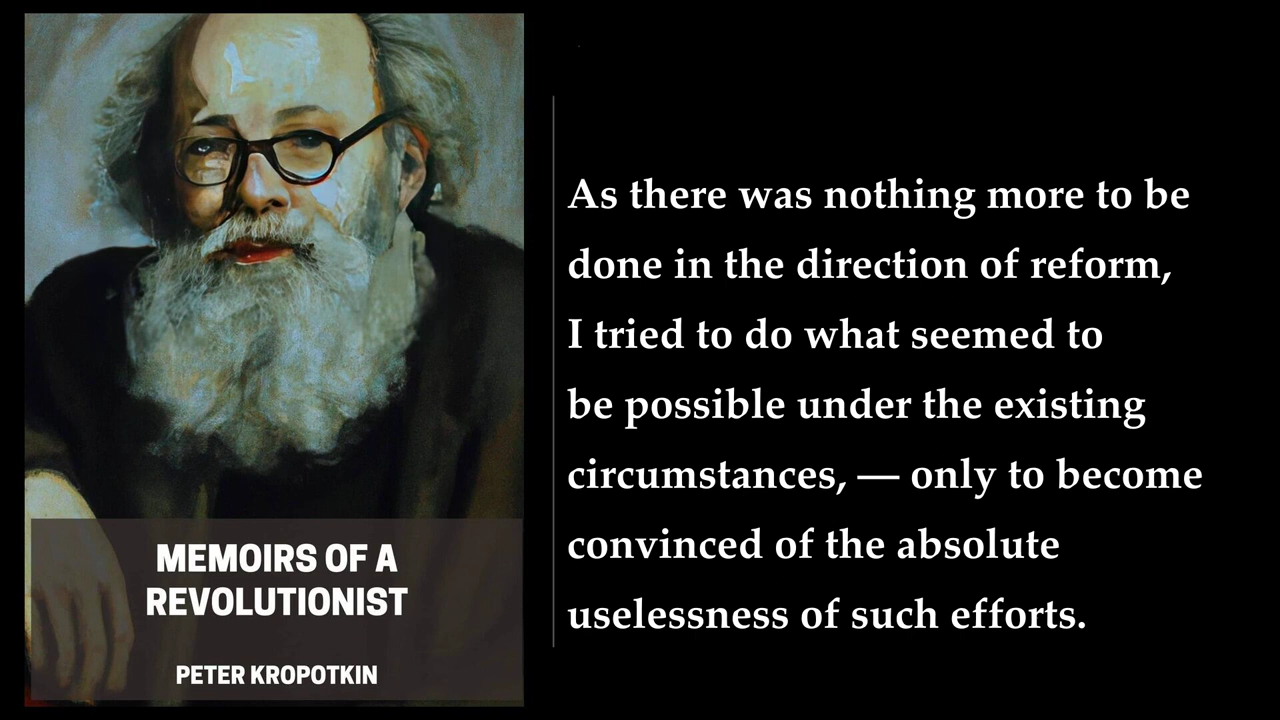 MEMOIRS OF A
REVOLUTIONIST
PETER KROPOTKIN
As there was nothing more to be
done in the direction of reform,
I tried to do what seemed to
be possible under the existing
circumstances, — only to become
convinced of the absolute
uselessness of such efforts.